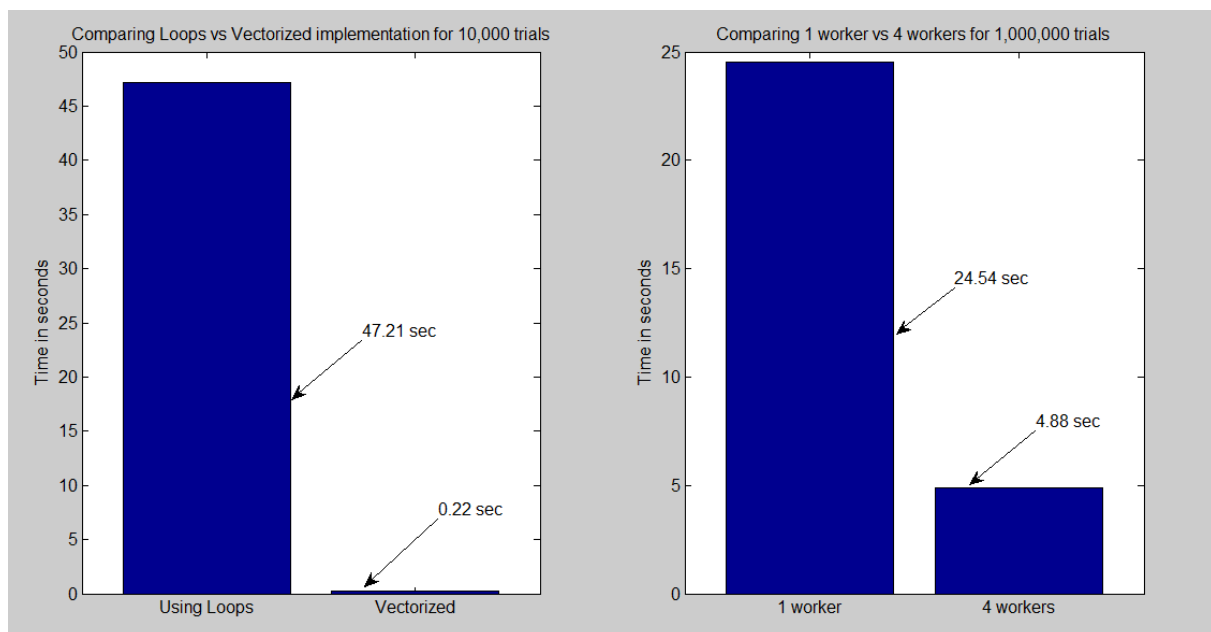 Comparing Loops vs Vectorized implementation for 10,000 trials
50
45
40
35
30
25
20
15
10
5
0
Time in seconds
47.21 sec
0.22 sec
Using Loops
Vectorized
Comparing 1 worker vs 4 workers for 1,000,000 trials
25
20
15
10
5
0
Time in seconds
24.54 sec
4.88 sec
1 worker
4 workers